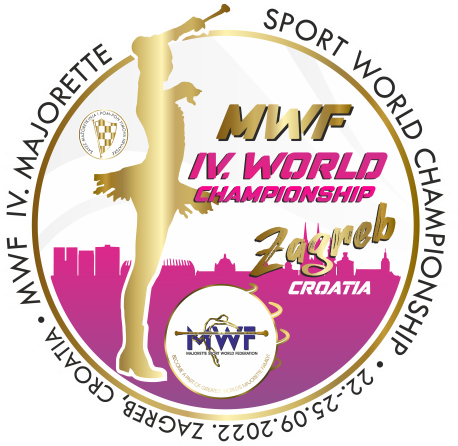 MWF IV. MAJORETTE SPORT WORLD CHAMPIONSHIP • 22.-25.09.2022. ZAGREB, CROATIA •
MWF
IV. WORLD
CHAMPIONSHIP
Zagreb
CROATIA
MWF
MAJORETTE SPORT WORLD FEDERATION